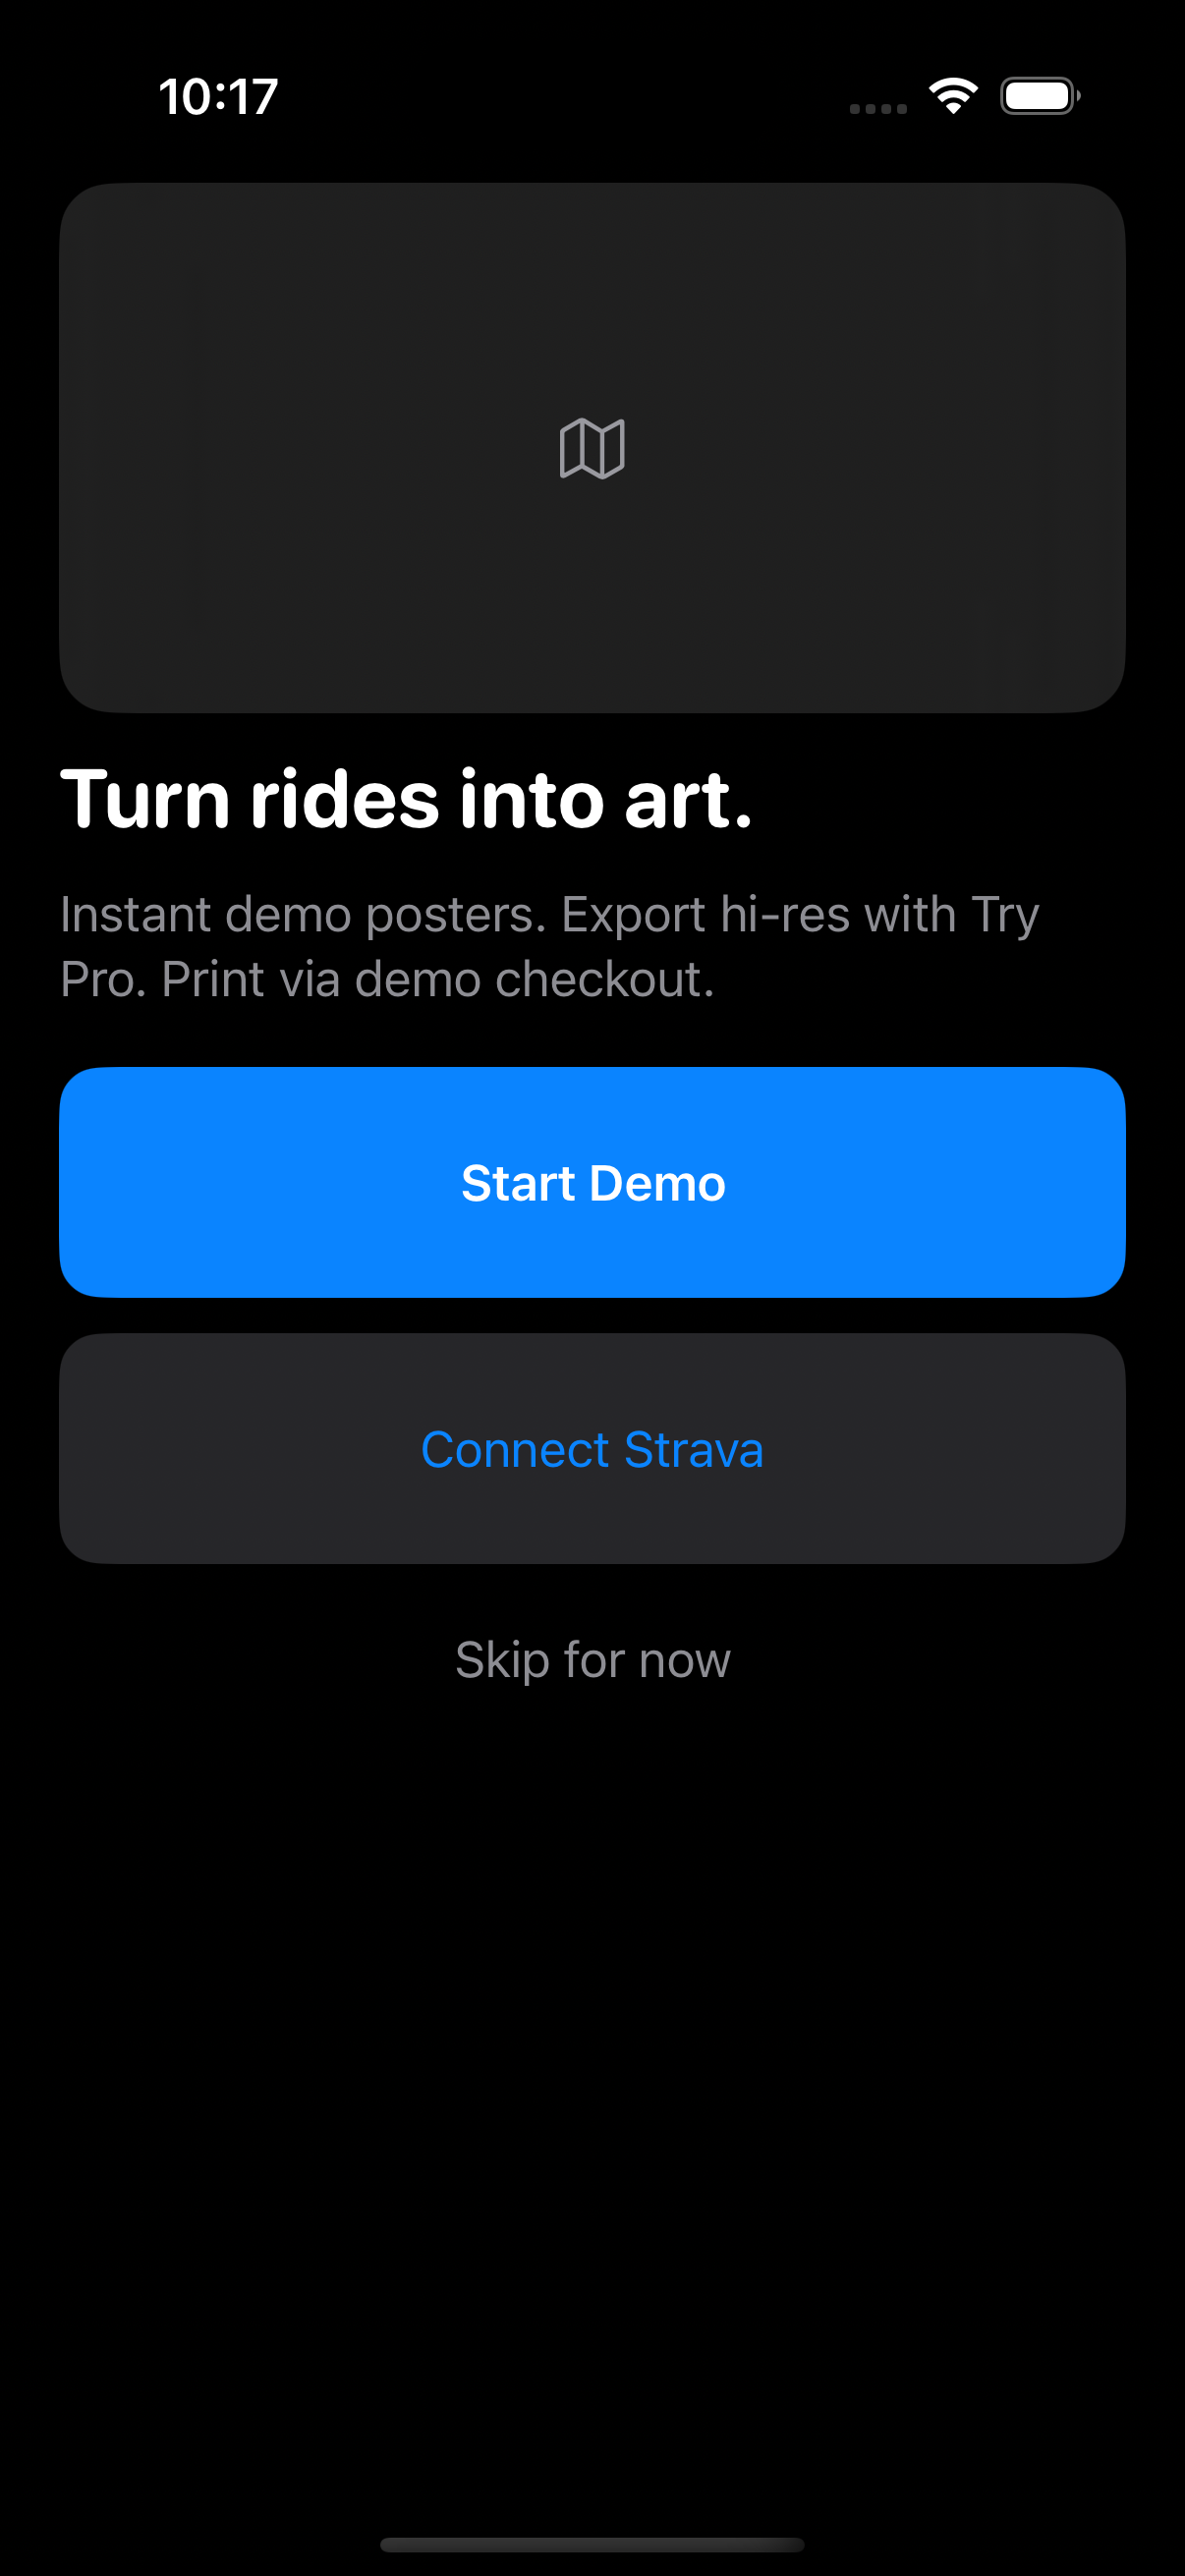 10:17
Turn rides into art.
Instant demo posters. Export hi-res with Try
Pro. Print via demo checkout.
Start Demo
Connect Strava
Skip for now